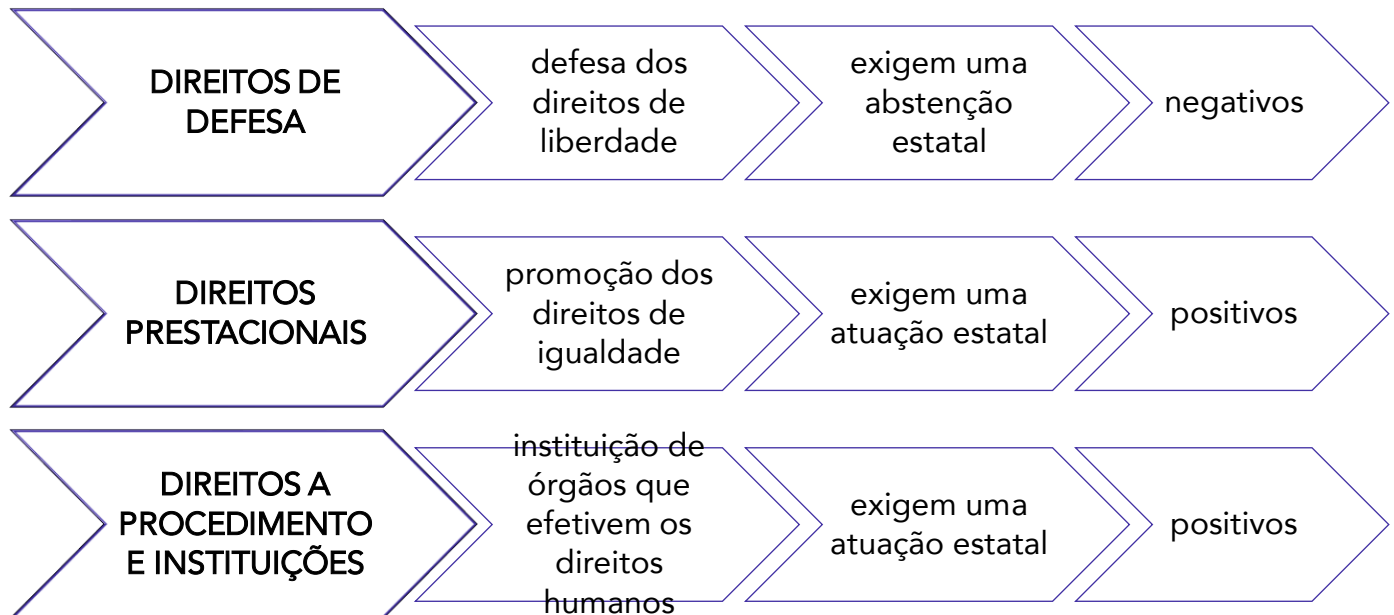 DIREITOS DE
DEFESA
defesa dos
direitos de
liberdade
exigem uma
abstenção
estatal
negativos
DIREITOS
PRESTACIONAIS
promoção dos
direitos de
igualdade
exigem uma
atuação estatal
positivos
DIREITOS A
PROCEDIMENTO
E INSTITUIÇÕES
instituição de
órgãos que
efetivem os
direitos
humanos
exigem uma
atuação estatal
positivos